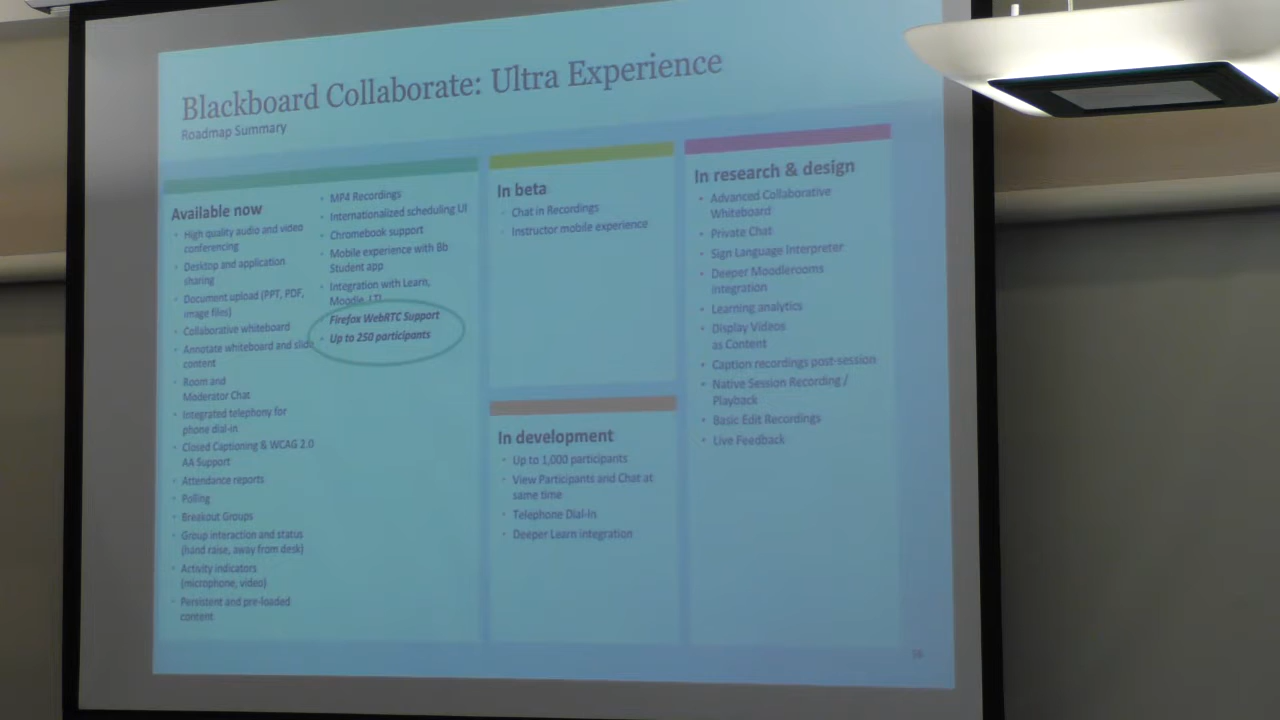 Blackboard Collaborate: Ultra Experience
Roadmap Summary
Available now
• High quality audio and video
conferencing
• Desktop and application
sharing
• Document upload (PPT, PDF,
image files)
• Collaborative whiteboard
• Annotate whiteboard and slide
content
• Room and
Moderator Chat
• Integrated telephony for
phone dial-in
• Closed Captioning & WCAG 2.0
AA Support
• Attendance reports
• Polling
• Breakout Groups
• Group interaction and status
(hand raise, away from desk)
• Activity indicators
(microphone, video)
• Persistent and pre-loaded
content
• MP4 Recordings
• Internationalized scheduling UI
• Chromebook support
• Mobile experience with Bb
Student app
• Integration with Learn,
Moodle, LTI
Firefox WebRTC Support
• Up to 250 participants
In beta
• Chat in Recordings
• Instructor mobile experience
In development
• Up to 1,000 participants
• View Participants and Chat at
same time
• Telephone Dial-In
• Deeper Learn integration
In research & design
• Advanced Collaborative
Whiteboard
• Private Chat
• Sign Language Interpreter
• Deeper Moodlerooms
integration
• Learning analytics
• Display Videos
as Content
• Caption recordings post-session
• Native Session Recording /
Playback
• Basic Edit Recordings
• Live Feedback